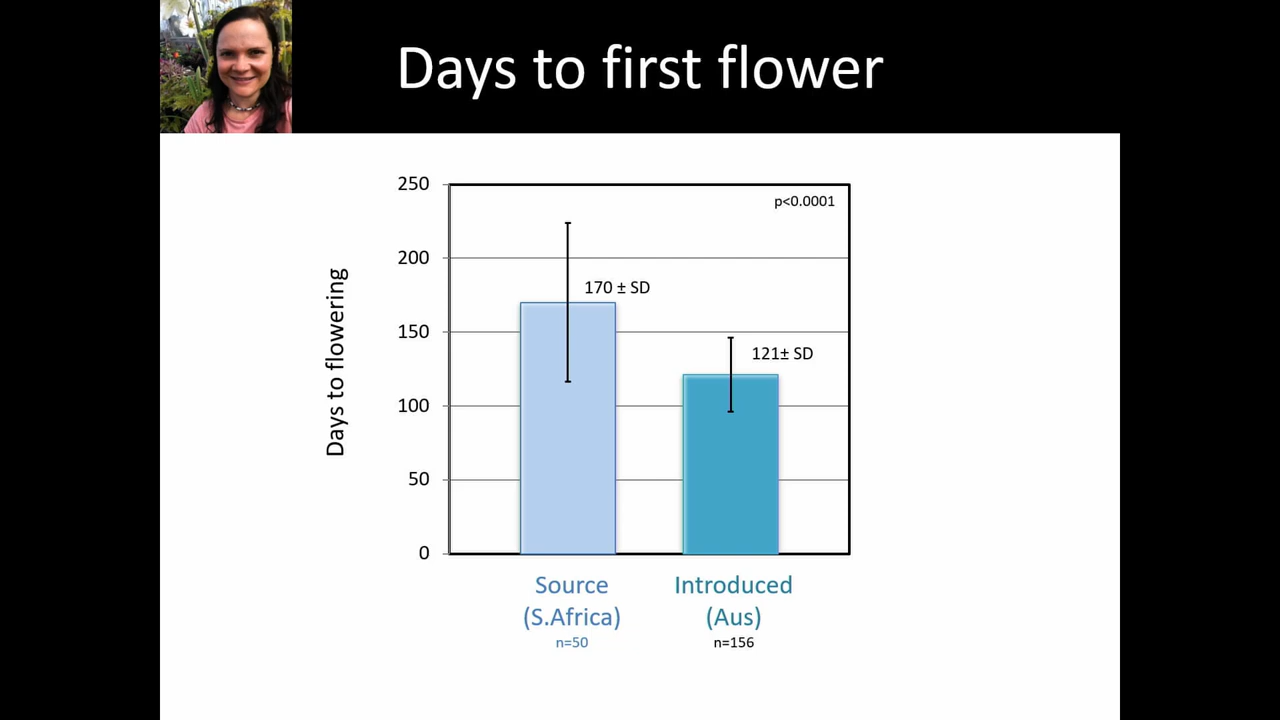 Days to first flower
250
p<0.0001
200
170 ± SD
150
121± SD
100
50
0
Days to flowering
Source
(S.Africa)
n=50
Introduced
(Aus)
n=156